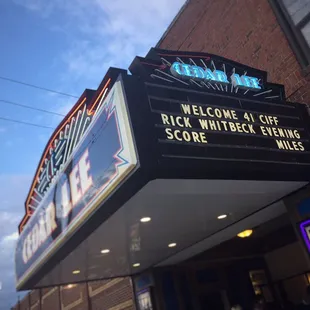 CEDAR LEE
WELCOME 41 CIFF
RICK WHITBECK EVENING
SCORE MILES
CEDAR LEE